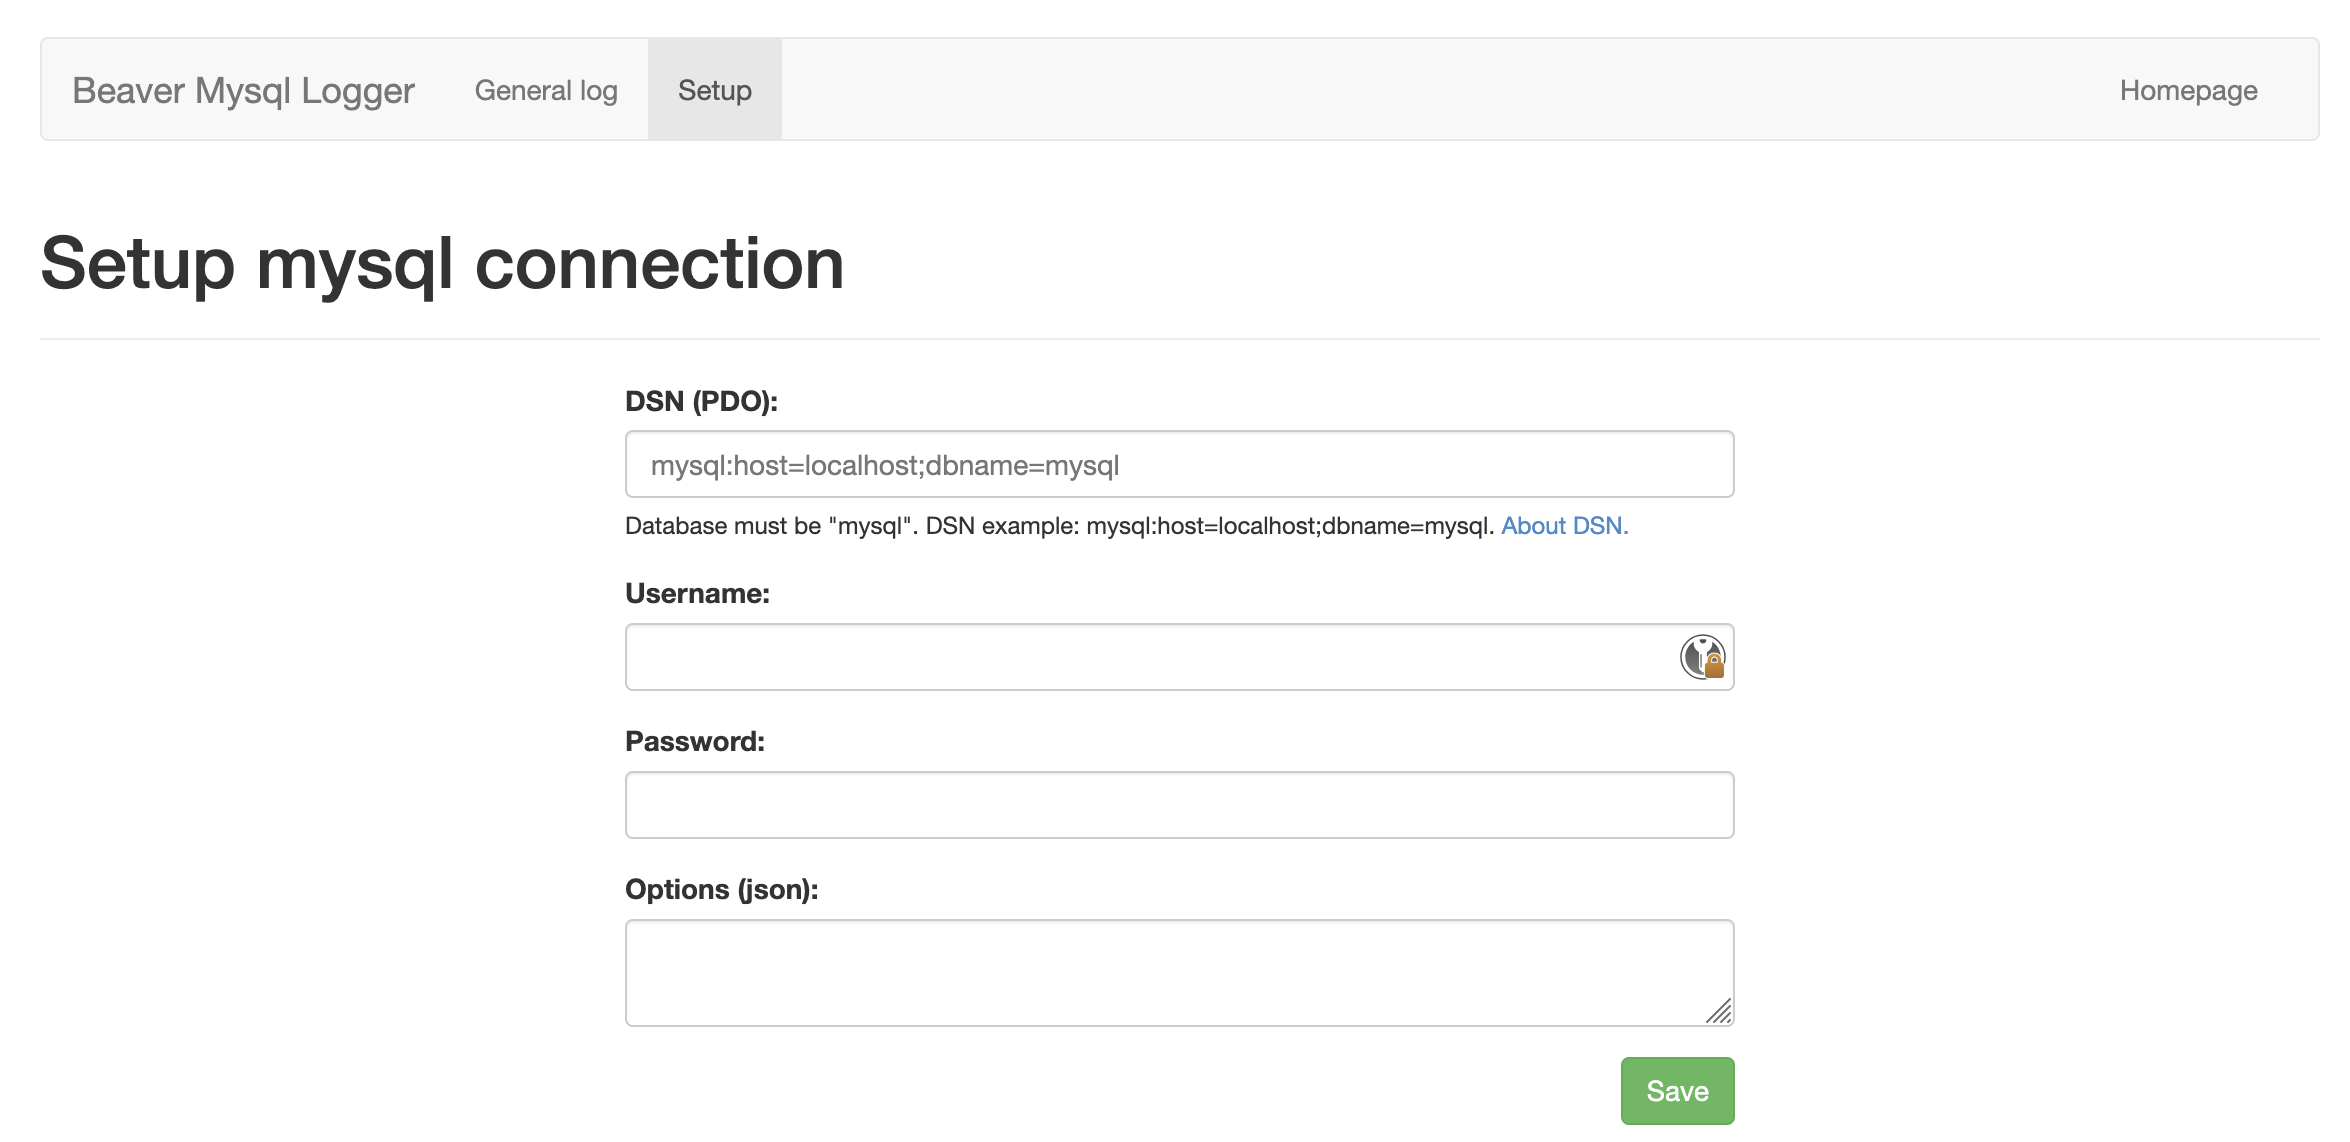 Beaver Mysql Logger General log Setup Homepage
Setup mysql connection
DSN (PDO):
mysql:host=localhost;dbname=mysql
Database must be "mysql". DSN example: mysql:host=localhost;dbname=mysql. About DSN.
Username:
Password:
Options (json):
Save